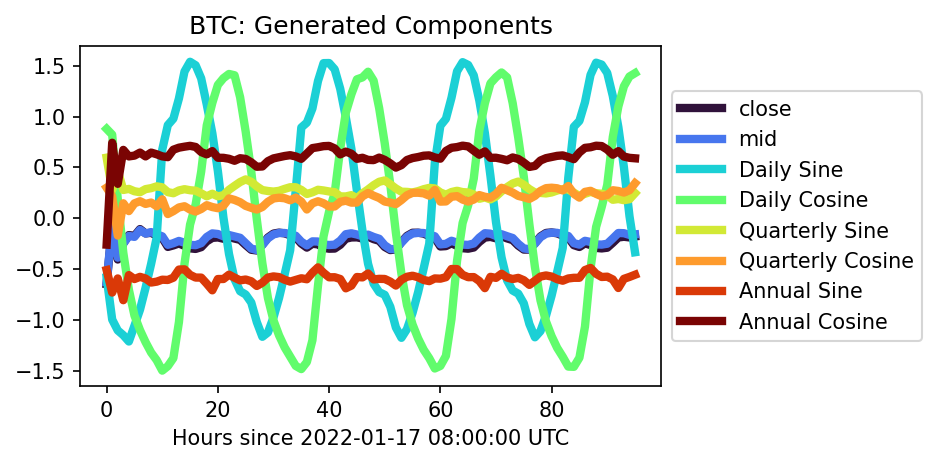 BTC: Generated Components
1.5
1.0
0.5
0.0
−0.5
−1.0
−1.5
0 20 40 60 80
Hours since 2022-01-17 08:00:00 UTC
close
mid
Daily Sine
Daily Cosine
Quarterly Sine
Quarterly Cosine
Annual Sine
Annual Cosine